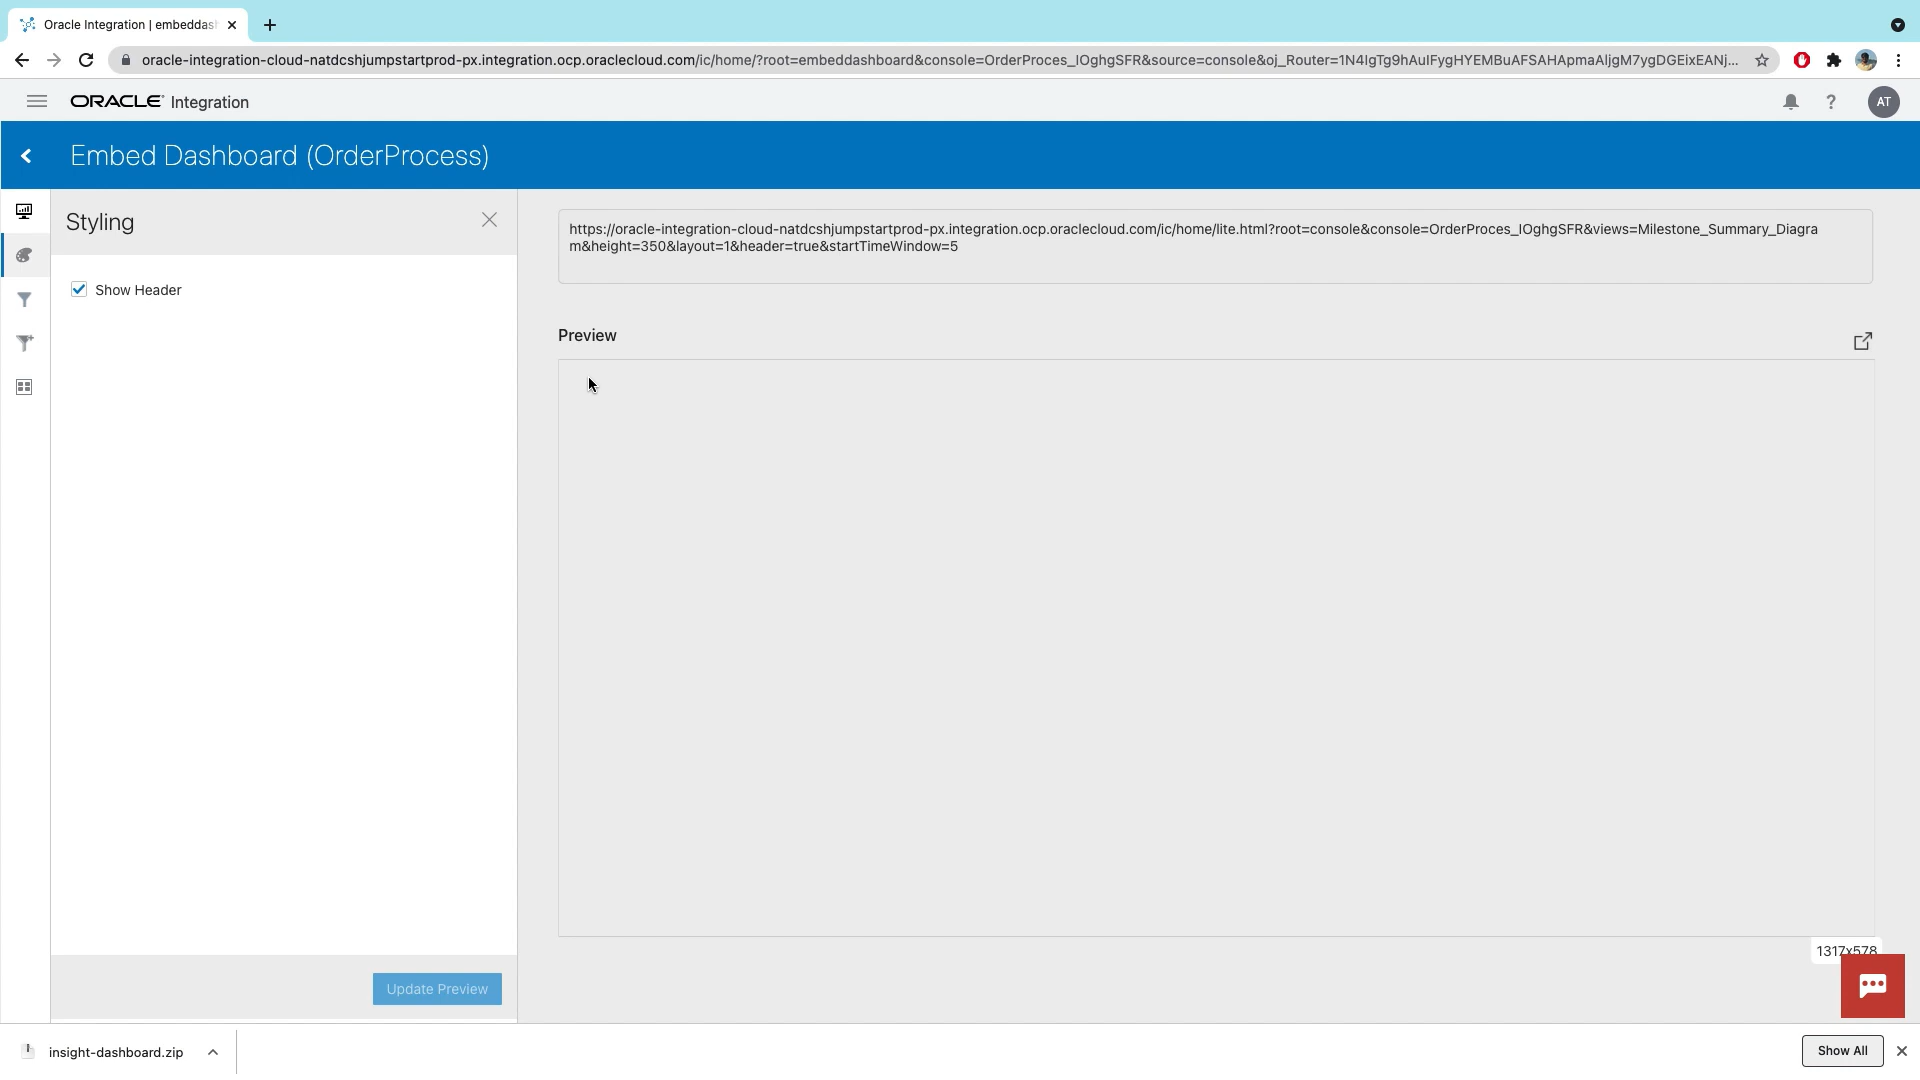 Oracle Integration | embeddas
oracle-integration-cloud-natdcshjumpstartprod-px.integration.ocp.oraclecloud.com/ic/home/?root=embeddashboard&console=OrderProces_IOghgSFR&source=console&oj_Router=1N4IgTg9hAuIFygHYEMBuAFSAHApmaAljgM7ygDGEixEANj...
ORACLE Integration
AT
Embed Dashboard (OrderProcess)
Styling
Show Header
Update Preview
https://oracle-integration-cloud-natdcshjumpstartprod-px.integration.ocp.oraclecloud.com/ic/home/lite.html?root=console&console=OrderProces_IOghgSFR&views=Milestone_Summary_Diagra
m&height=350&layout=1&header=true&startTimeWindow=5
Preview
1317x578
insight-dashboard.zip
Show All